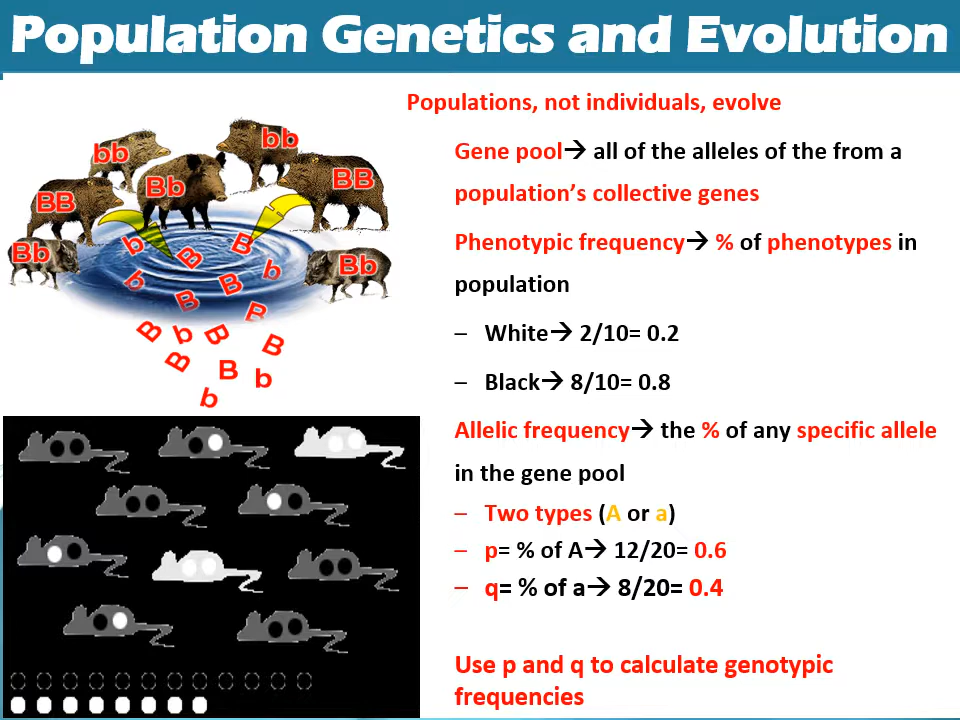 Population Genetics and Evolution
Populations, not individuals, evolve
Gene pool→ all of the alleles of the from a
population's collective genes
Phenotypic frequency→ % of phenotypes in
population
– White→ 2/10= 0.2
– Black→ 8/10= 0.8
Allelic frequency→ the % of any specific allele
in the gene pool
– Two types (A or a)
– p= % of A→ 12/20= 0.6
– q= % of a→ 8/20= 0.4
Use p and q to calculate genotypic
frequencies
bb
bb
BB
Bb
BB
Bb
Bb
b
B
B
b
b
B
B
B
B
b
B
B
B
B
b
b